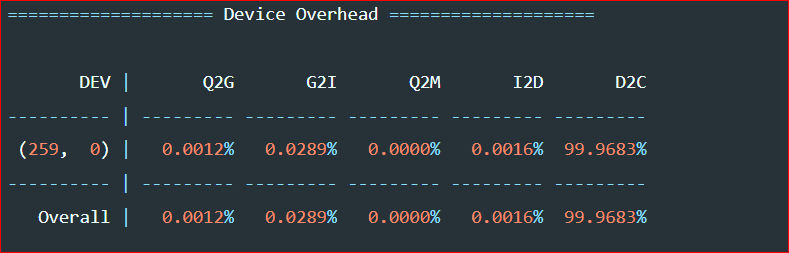 ==================== Device Overhead ====================
       DEV |       Q2G       G2I       Q2M       I2D       D2C
---------- | --------- --------- --------- --------- ---------
 (259,  0) |   0.0012%   0.0289%   0.0000%   0.0016%  99.9683%
---------- | --------- --------- --------- --------- ---------
   Overall |   0.0012%   0.0289%   0.0000%   0.0016%  99.9683%